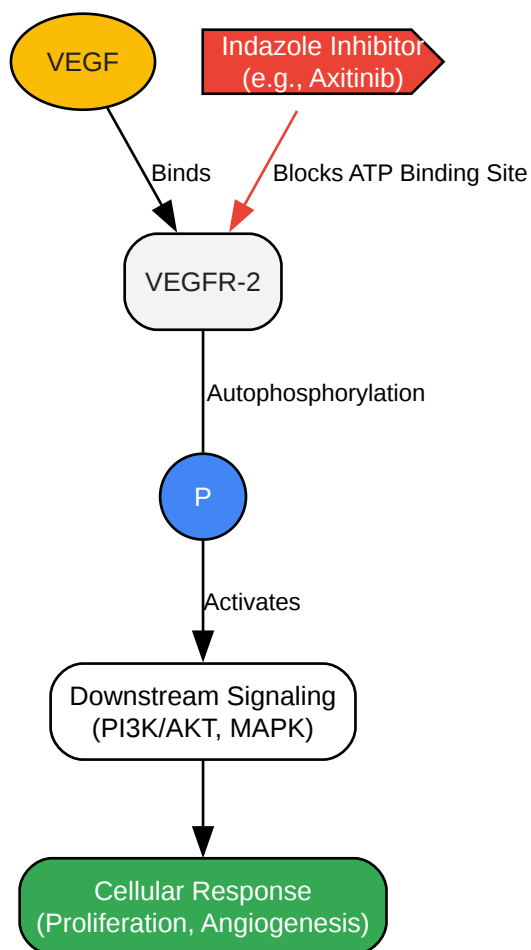 VEGF
Indazole Inhibitor
(e.g., Axitinib)
Binds
Blocks ATP Binding Site
VEGFR-2
Autophosphorylation
P
Activates
Downstream Signaling
(PI3K/AKT, MAPK)
Cellular Response
(Proliferation, Angiogenesis)